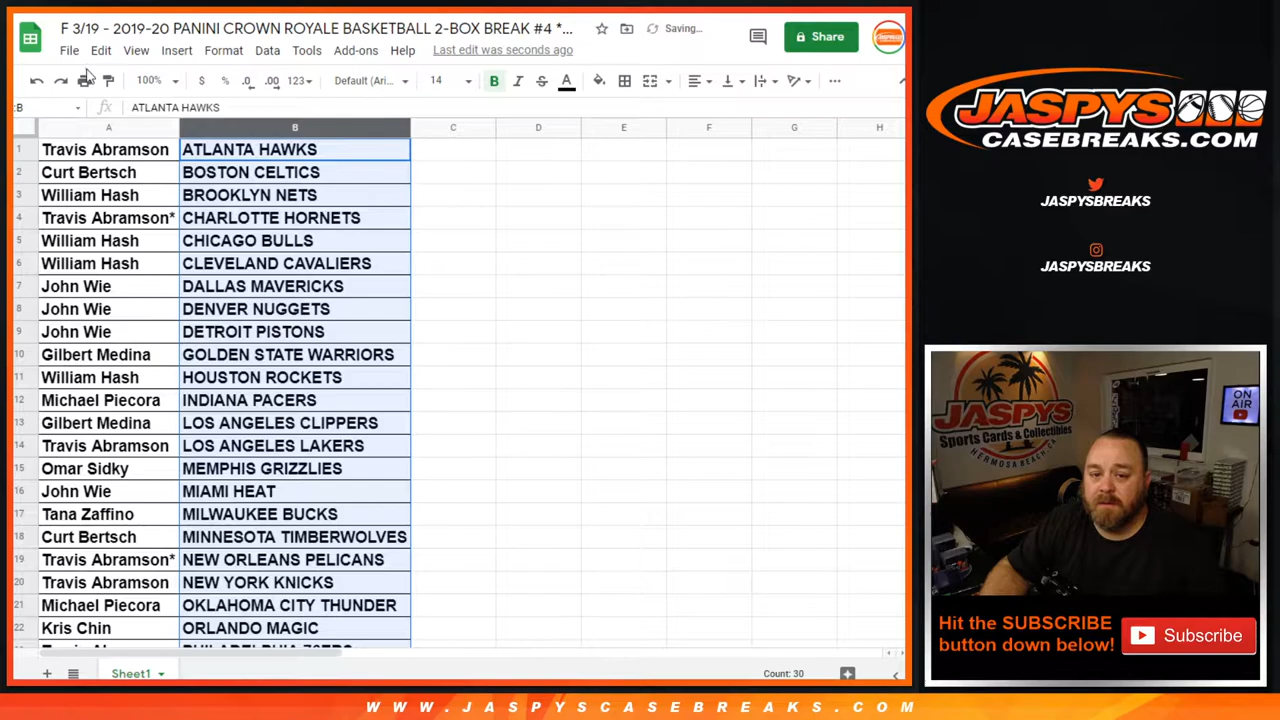 F 3/19 - 2019-20 PANINI CROWN ROYALE BASKETBALL 2-BOX BREAK #4 *...
Saving...
Share
File Edit View Insert Format Data Tools Add-ons Help Last edit was seconds ago
100% $ % .0 .00 123 Default (Ari... 14 B I S A
fx ATLANTA HAWKS
A B C D E F G H
1 Travis Abramson ATLANTA HAWKS
2 Curt Bertsch BOSTON CELTICS
3 William Hash BROOKLYN NETS
4 Travis Abramson* CHARLOTTE HORNETS
5 William Hash CHICAGO BULLS
6 William Hash CLEVELAND CAVALIERS
7 John Wie DALLAS MAVERICKS
8 John Wie DENVER NUGGETS
9 John Wie DETROIT PISTONS
10 Gilbert Medina GOLDEN STATE WARRIORS
11 William Hash HOUSTON ROCKETS
12 Michael Piecora INDIANA PACERS
13 Gilbert Medina LOS ANGELES CLIPPERS
14 Travis Abramson LOS ANGELES LAKERS
15 Omar Sidky MEMPHIS GRIZZLIES
16 John Wie MIAMI HEAT
17 Tana Zaffino MILWAUKEE BUCKS
18 Curt Bertsch MINNESOTA TIMBERWOLVES
19 Travis Abramson* NEW ORLEANS PELICANS
20 Travis Abramson NEW YORK KNICKS
21 Michael Piecora OKLAHOMA CITY THUNDER
22 Kris Chin ORLANDO MAGIC
Sheet1
Count: 30
JASPYS
CASEBREAKS.COM
JASPYSBREAKS
JASPYSBREAKS
JASPYS
Sports Cards & Collectibles
HERMOSA BEACH, CA
ON AIR
Hit the SUBSCRIBE
button down below!
Subscribe
WWW.JASPYSCASEBREAKS.COM